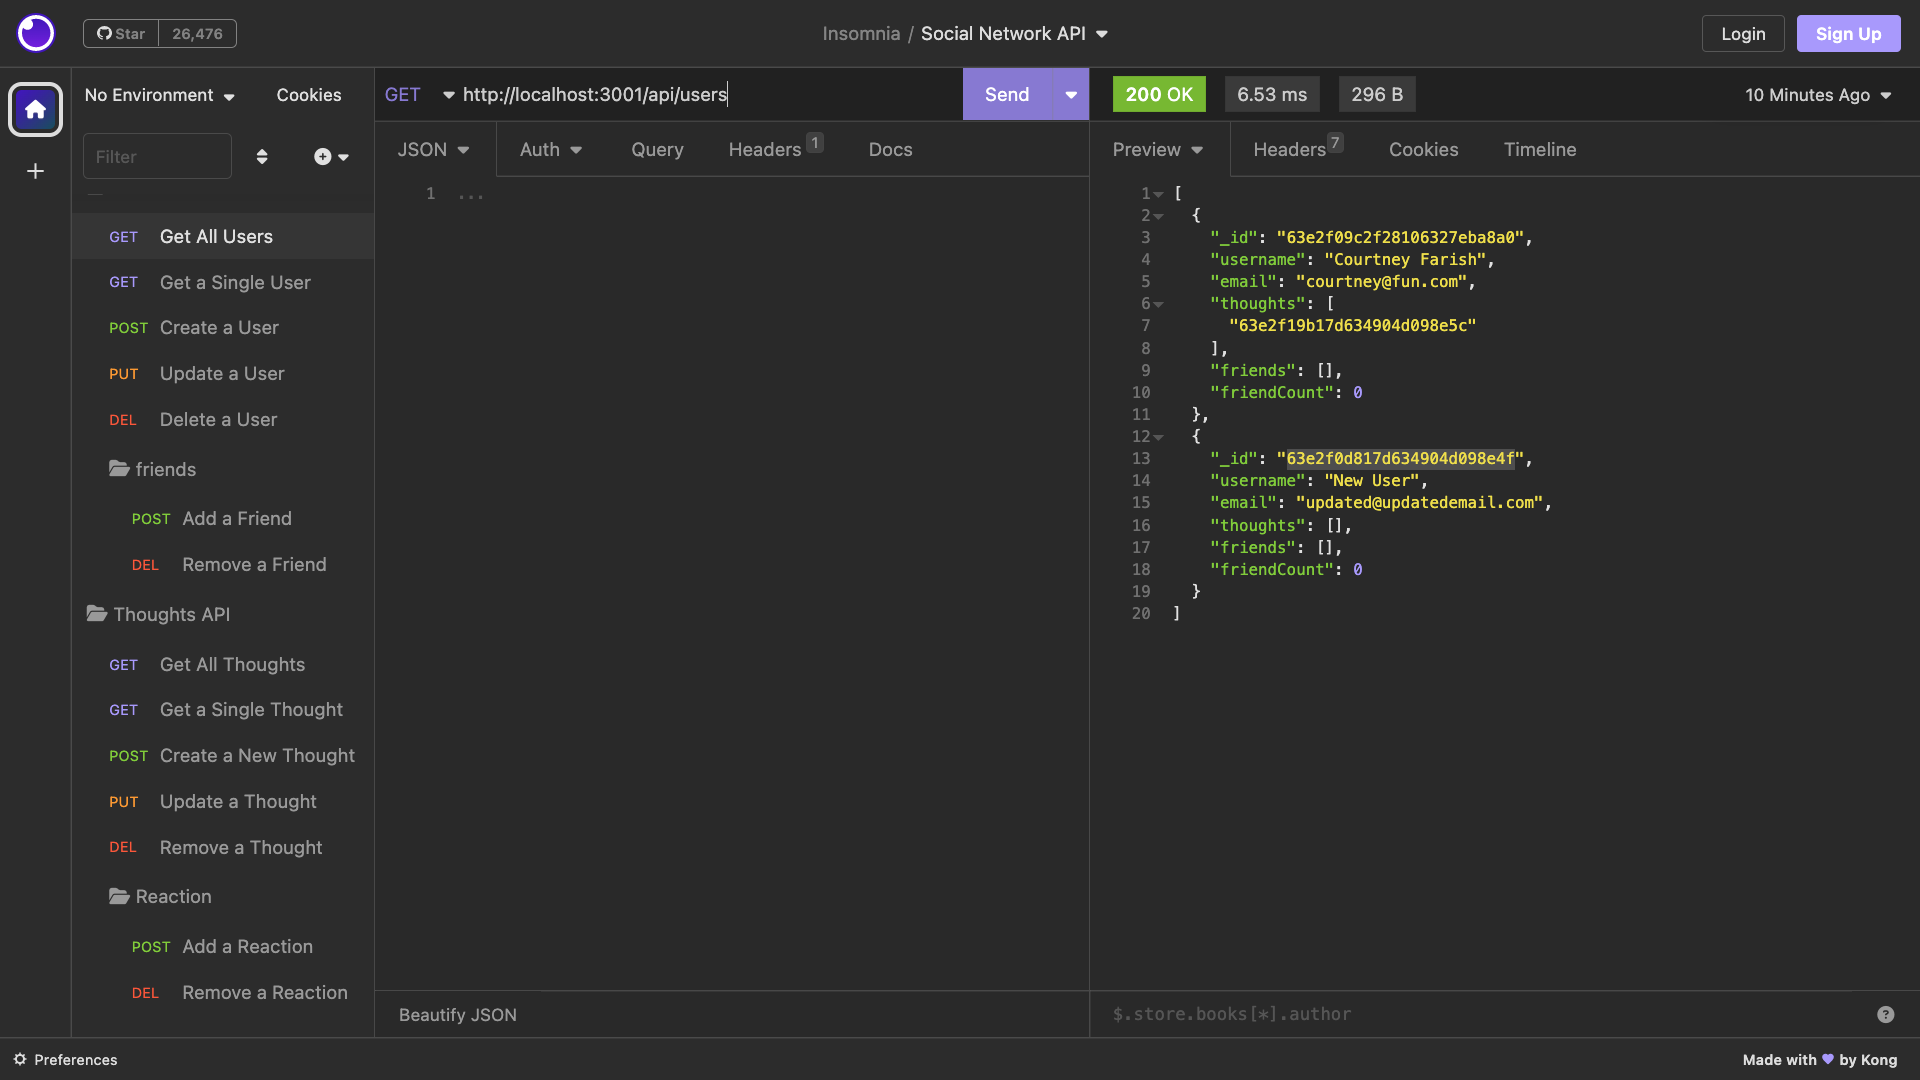 Star 26,476
Insomnia / Social Network API
Login
Sign Up
No Environment
Cookies
Filter
GET Get All Users
GET Get a Single User
POST Create a User
PUT Update a User
DEL Delete a User
friends
POST Add a Friend
DEL Remove a Friend
Thoughts API
GET Get All Thoughts
GET Get a Single Thought
POST Create a New Thought
PUT Update a Thought
DEL Remove a Thought
Reaction
POST Add a Reaction
DEL Remove a Reaction
GET http://localhost:3001/api/users
Send
JSON
Auth
Query
Headers 1
Docs
1 ...
Beautify JSON
200 OK
6.53 ms
296 B
10 Minutes Ago
Preview
Headers 7
Cookies
Timeline
1 [
2 {
3 "_id": "63e2f09c2f28106327eba8a0",
4 "username": "Courtney Farish",
5 "email": "courtney@fun.com",
6 "thoughts": [
7 "63e2f19b17d634904d098e5c"
8 ],
9 "friends": [],
10 "friendCount": 0
11 },
12 {
13 "_id": "63e2f0d817d634904d098e4f",
14 "username": "New User",
15 "email": "updated@updatedemail.com",
16 "thoughts": [],
17 "friends": [],
18 "friendCount": 0
19 }
20 ]
$.store.books[*].author
Preferences
Made with 💜 by Kong